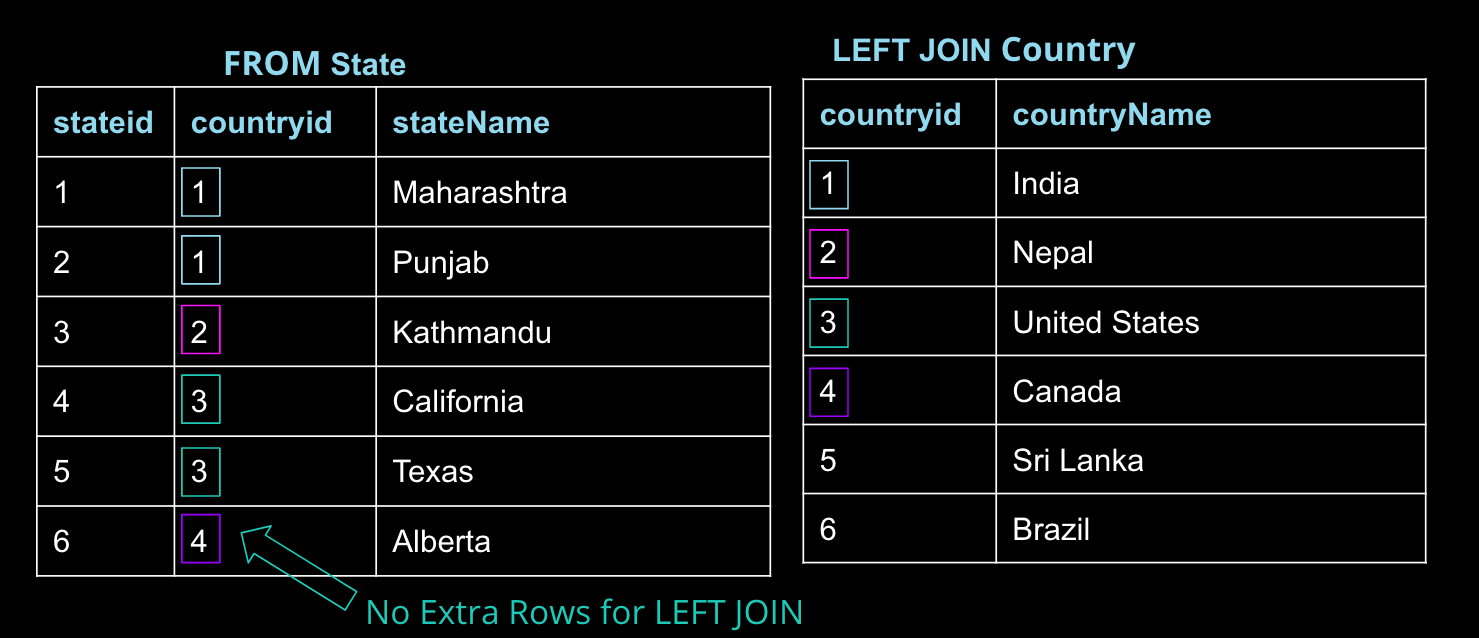 FROM State
stateid countryid stateName
1 1 Maharashtra
2 1 Punjab
3 2 Kathmandu
4 3 California
5 3 Texas
6 4 Alberta
No Extra Rows for LEFT JOIN
LEFT JOIN Country
countryid countryName
1 India
2 Nepal
3 United States
4 Canada
5 Sri Lanka
6 Brazil